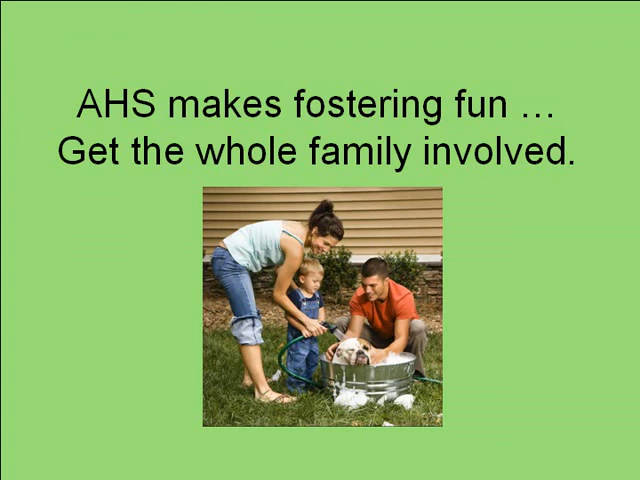 AHS makes fostering fun …
Get the whole family involved.